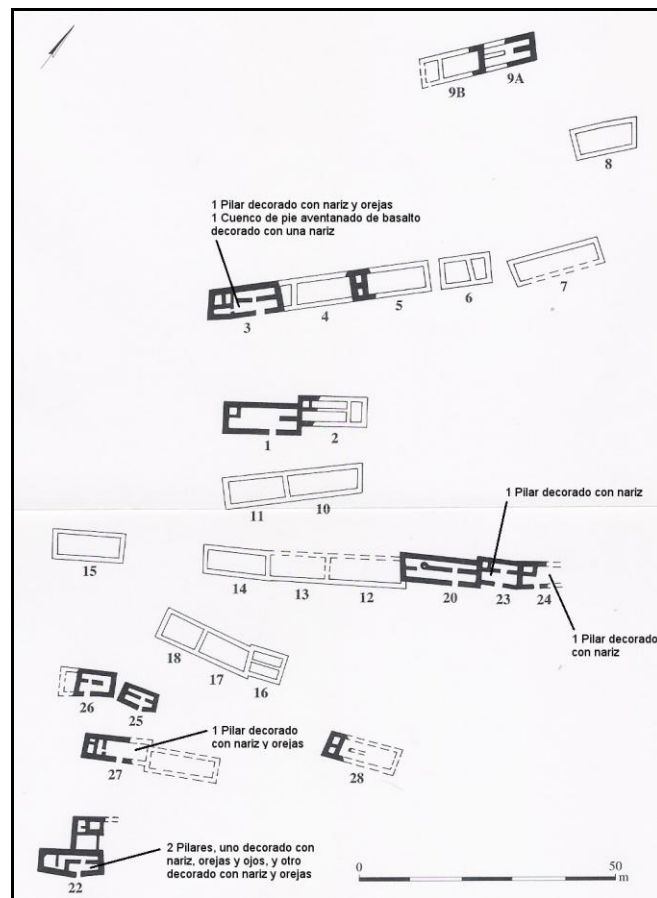 9B
9A
8
1 Pilar decorado con nariz y orejas
1 Cuenco de pie aventanado de basalto
decorado con una nariz
3
4
5
6
7
1
2
11
10
1 Pilar decorado con nariz
15
14
13
12
20
23
24
1 Pilar decorado
con nariz
18
17
16
26
25
1 Pilar decorado
con nariz y orejas
27
28
2 Pilares, uno decorado con
nariz, orejas y ojos, y otro
decorado con nariz y orejas
22
0
50
m